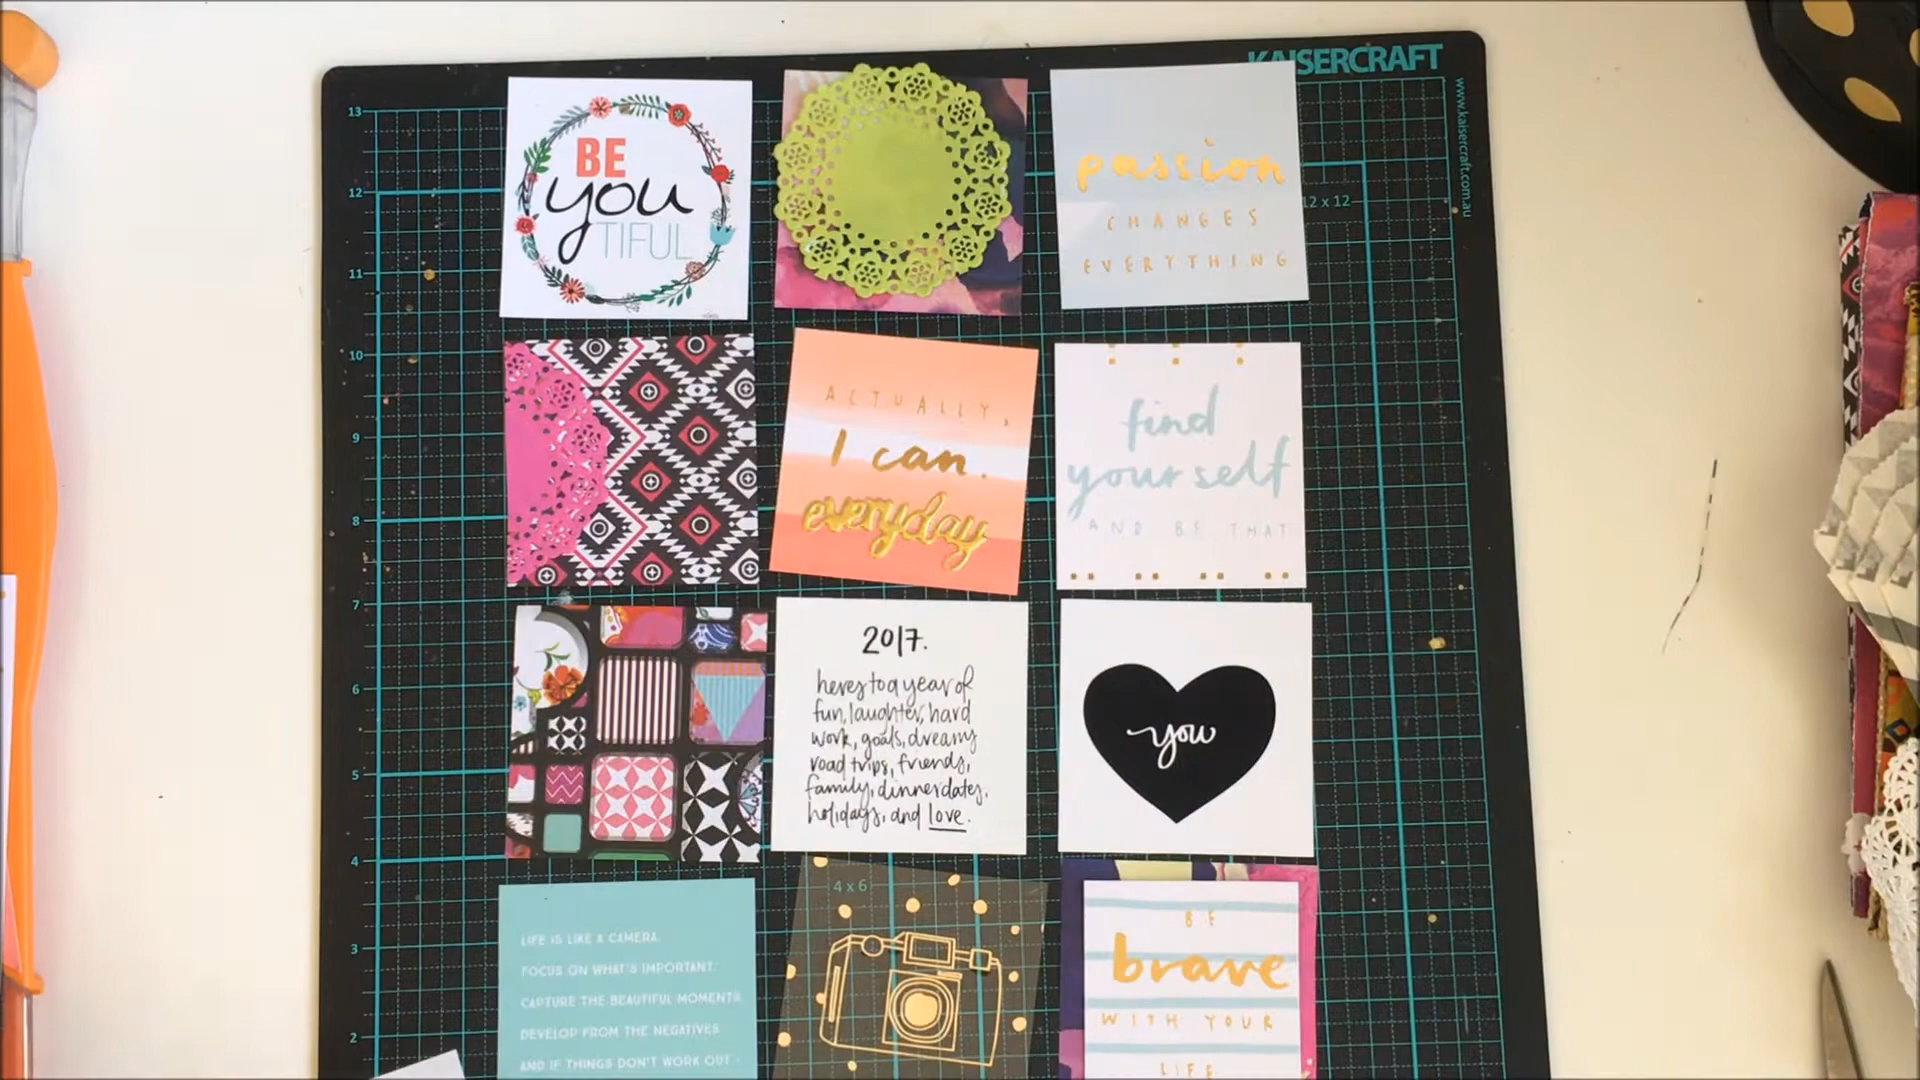 KAISERCRAFT
www.kaisercraft.com.au
13
12
11
10
9
8
7
6
5
4
3
2
12 x 12
BE
you
TIFUL
passion
CHANGES
EVERYTHING
ACTUALLY,
I can.
everyday
find
yourself
AND BE THAT
2017.
heres to a year of
fun, laughter, hard
work, goals, dreamy
road trips, friends,
family, dinner dates,
holidays, and love.
you
LIFE IS LIKE A CAMERA.
FOCUS ON WHAT'S IMPORTANT
CAPTURE THE BEAUTIFUL MOMENTS
DEVELOP FROM THE NEGATIVES
AND IF THINGS DON'T WORK OUT -
4 x 6
BE
brave
WITH YOUR
LIFE